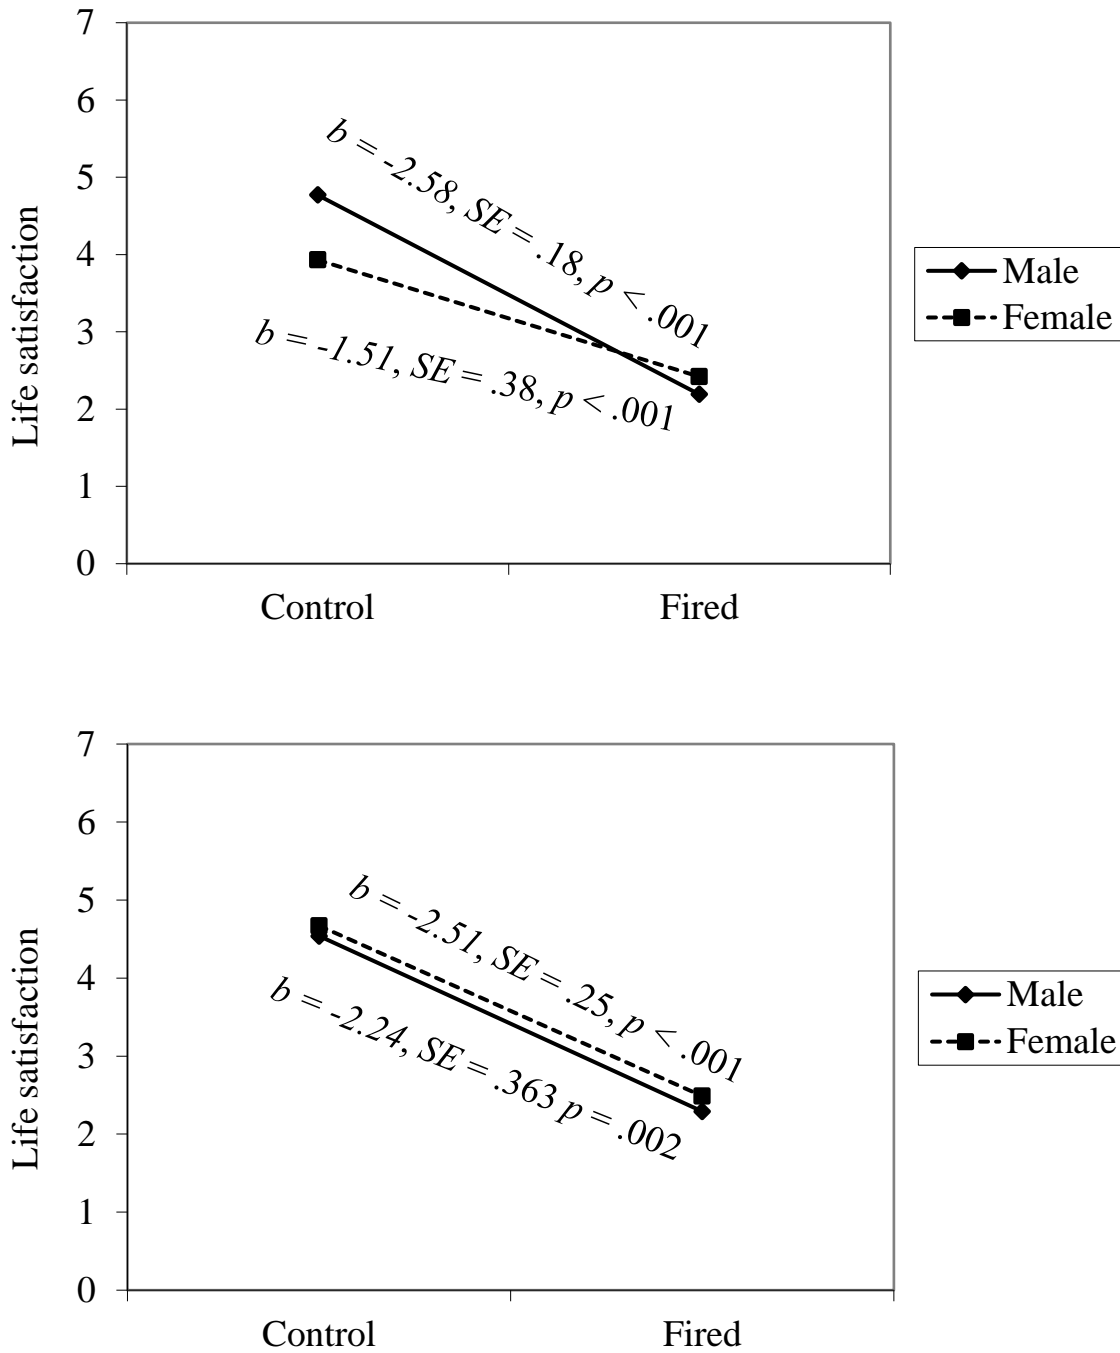 7
6
5
4
3
2
1
0
Life satisfaction
b = -2.58, SE = .18, p < .001
b = -1.51, SE = .38, p < .001
Control
Fired
Male
Female
7
6
5
4
3
2
1
0
Life satisfaction
b = -2.51, SE = .25, p < .001
b = -2.24, SE = .363 p = .002
Control
Fired
Male
Female